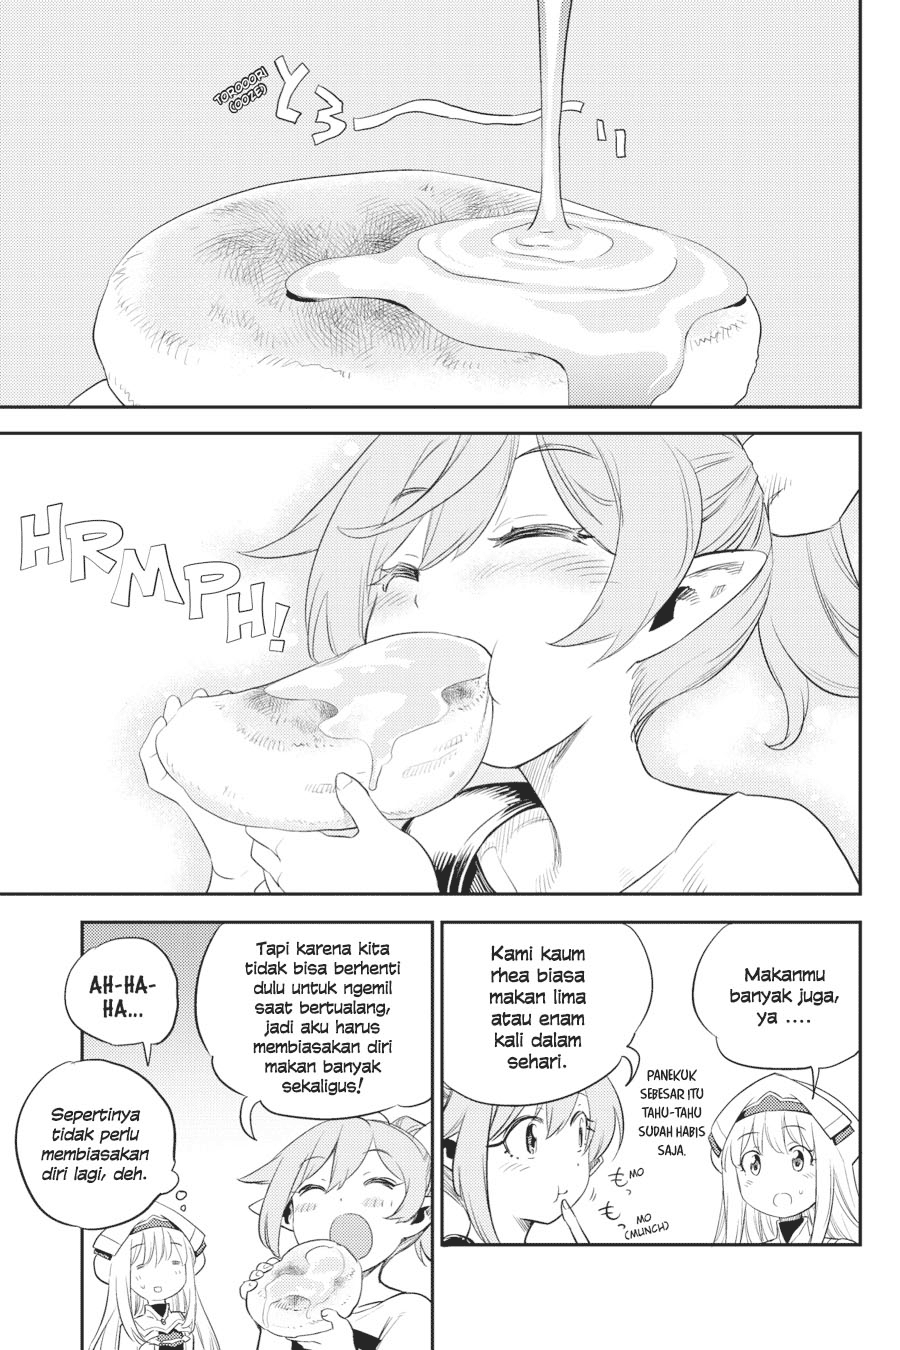 TOROOORI
(OOZE)
とろ〜り
HRMPH!
Makanmu
banyak juga,
ya ....
PANEKUK
SEBESAR ITU
TAHU-TAHU
SUDAH HABIS
SAJA.
Kami kaum
rhea biasa
makan lima
atau enam
kali dalam
sehari.
もっ
MO
もっ
MO
(MUNCH)
Tapi karena kita
tidak bisa berhenti
dulu untuk ngemil
saat bertualang,
jadi aku harus
membiasakan diri
makan banyak
sekaligus!
AH-HA-
HA...
Sepertinya
tidak perlu
membiasakan
diri lagi, deh.